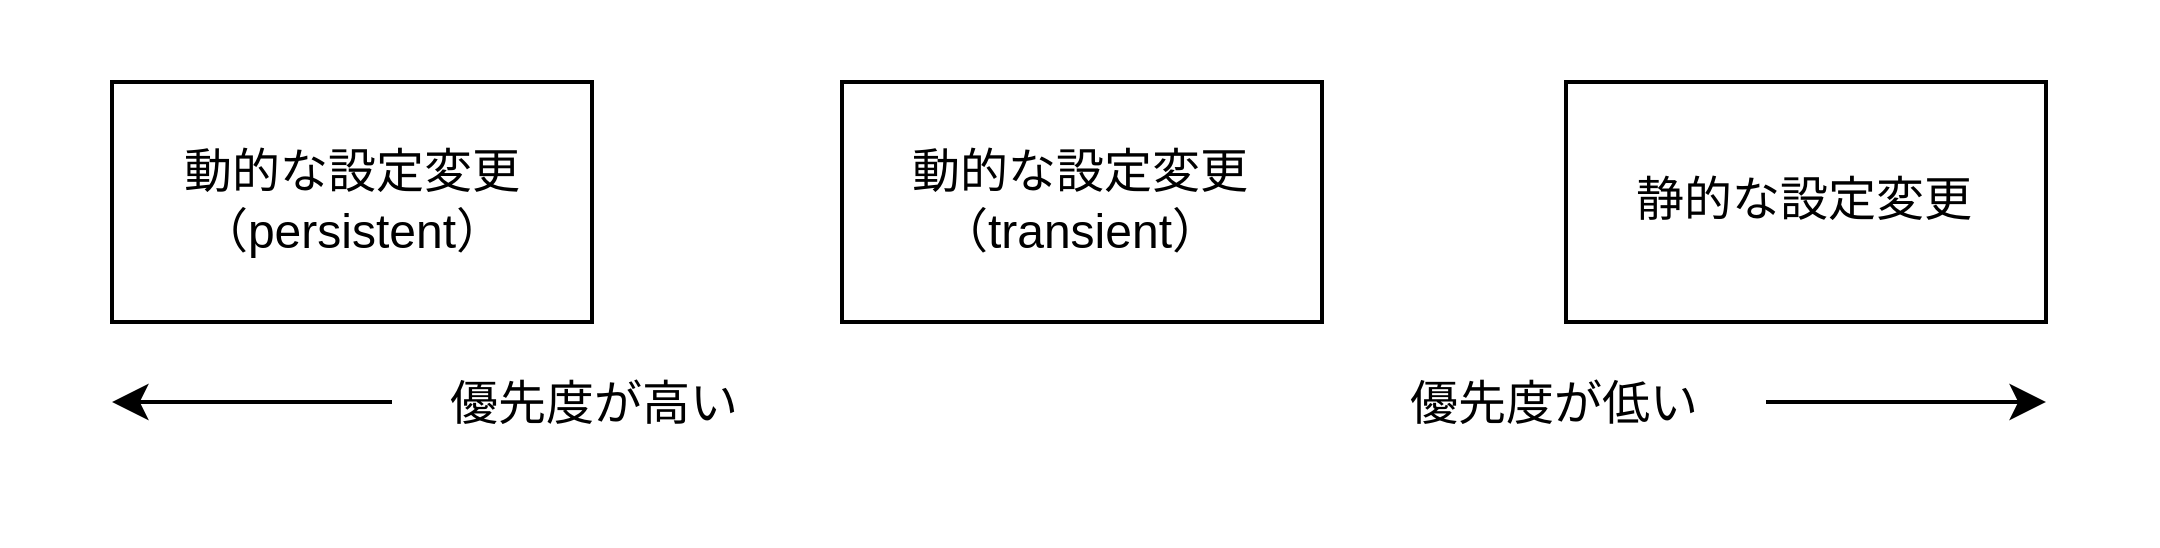 動的な設定変更
（persistent）
動的な設定変更
（transient）
静的な設定変更
優先度が高い
優先度が低い